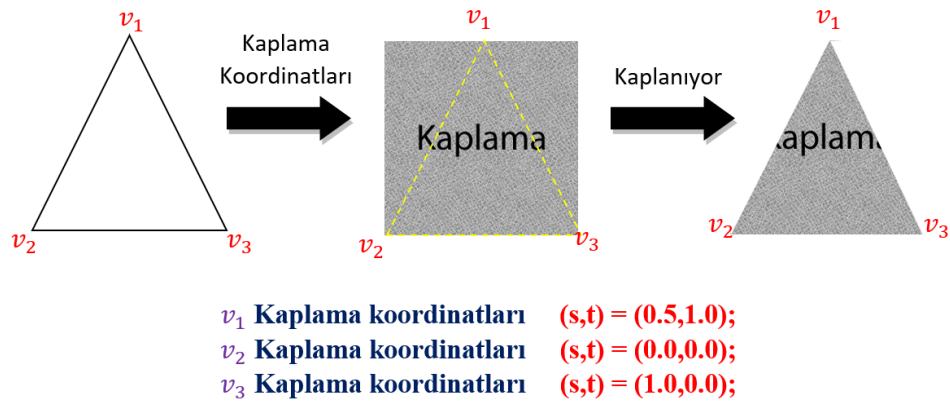 v₁
v₂
v₃
Kaplama
Koordinatları
v₁
Kaplama
v₂
v₃
Kaplanıyor
v₁
kaplama
v₂
v₃
v₁ Kaplama koordinatları (s,t) = (0.5,1.0);
v₂ Kaplama koordinatları (s,t) = (0.0,0.0);
v₃ Kaplama koordinatları (s,t) = (1.0,0.0);